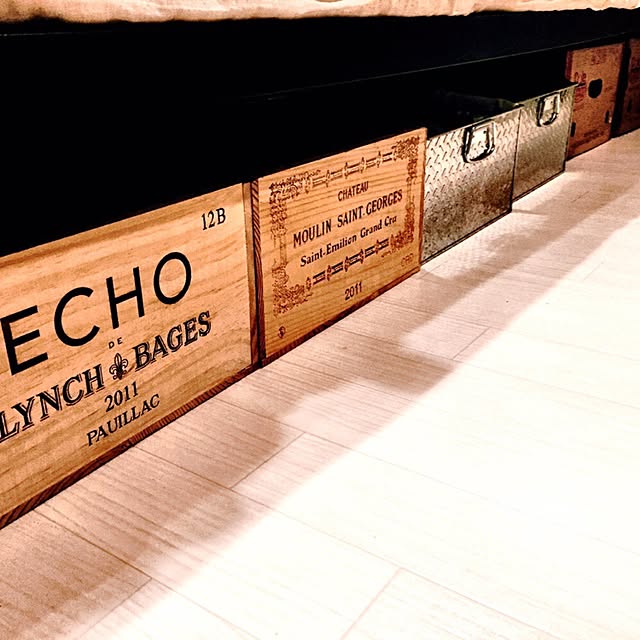 12B
ECHO
DE
LYNCH BAGES
2011
PAUILLAC
CHATEAU
MOULIN SAINT GEORGES
Saint-Emilion Grand Cru
2011